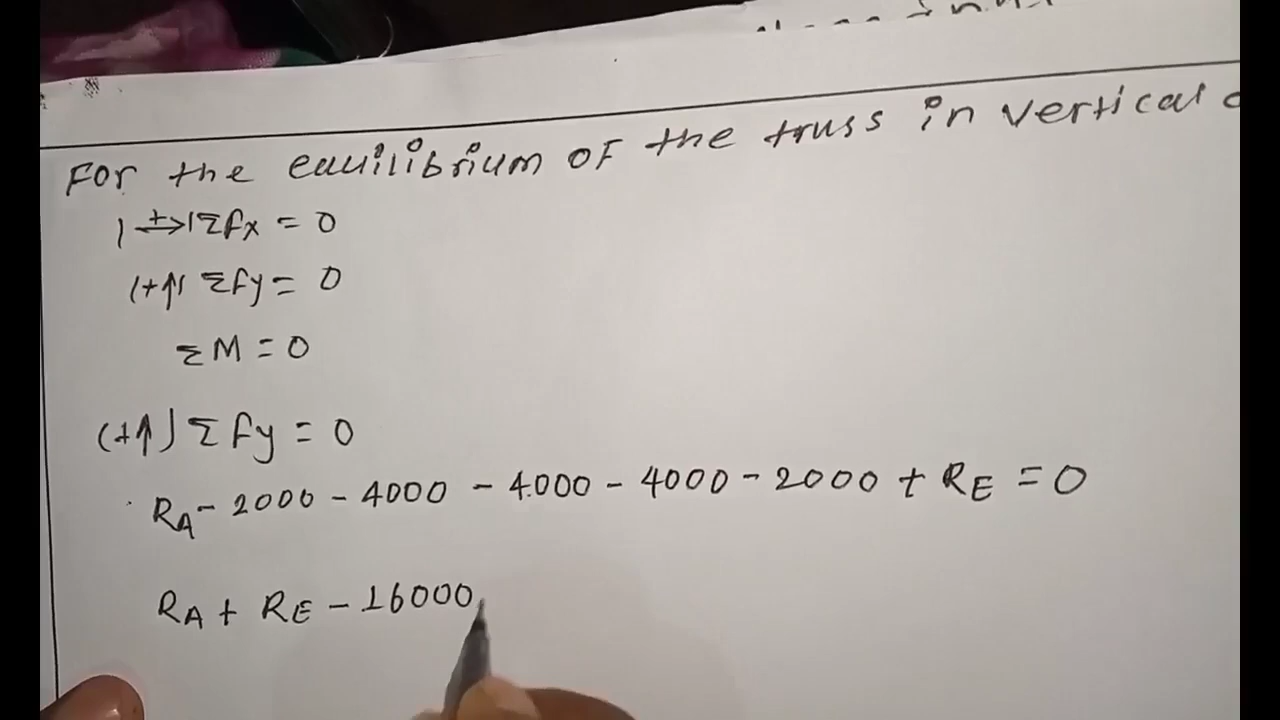 For the equilibrium of the truss in vertical
(+→) ΣFx = 0
(+↑) ΣFy = 0
ΣM = 0
(+↑) ΣFy = 0
RA - 2000 - 4000 - 4000 - 4000 - 2000 + RE = 0
RA + RE - 16000